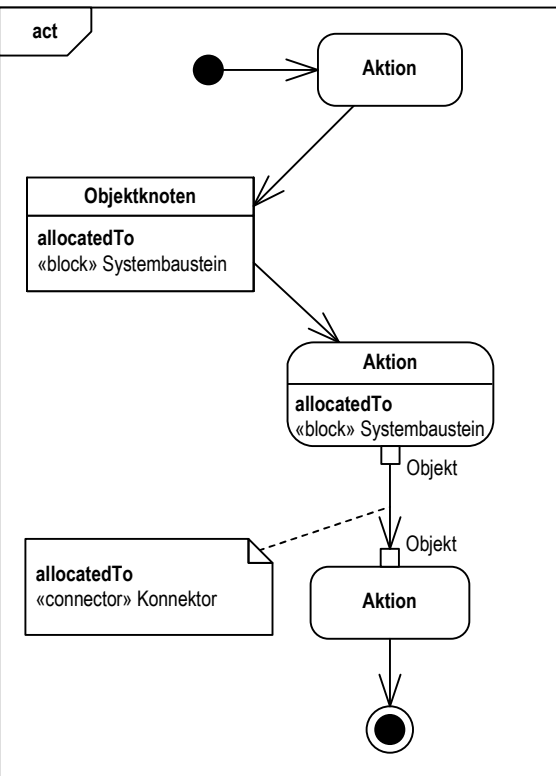 act
Aktion
Objektknoten
allocatedTo
«block» Systembaustein
Aktion
allocatedTo
«block» Systembaustein
Objekt
Objekt
allocatedTo
«connector» Konnektor
Aktion